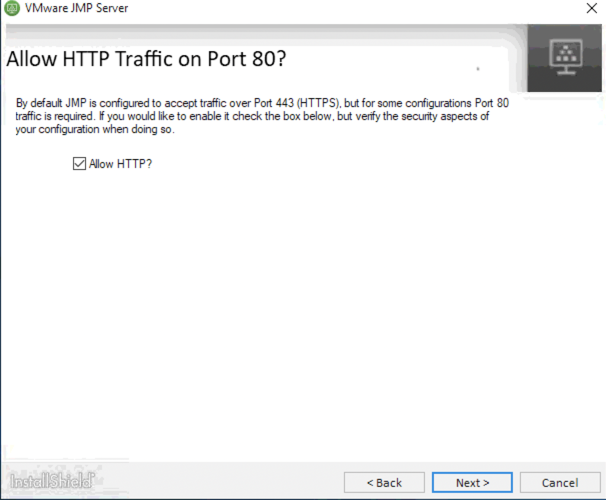 VMware JMP Server
Allow HTTP Traffic on Port 80?
By default JMP is configured to accept traffic over Port 443 (HTTPS), but for some configurations Port 80
traffic is required. If you would like to enable it check the box below, but verify the security aspects of
your configuration when doing so.
Allow HTTP?
InstallShield
< Back
Next >
Cancel